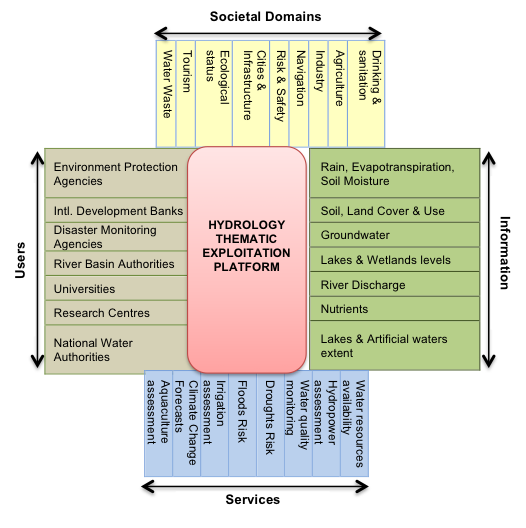 Societal Domains
Water Waste
Tourism
Ecological
status
Cities &
Infrastructure
Risk & Safety
Navigation
Industry
Agriculture
Drinking &
sanitation
Users
Environment Protection
Agencies
Intl. Development Banks
Disaster Monitoring
Agencies
River Basin Authorities
Universities
Research Centres
National Water
Authorities
HYDROLOGY
THEMATIC
EXPLOITATION
PLATFORM
Rain, Evapotranspiration,
Soil Moisture
Soil, Land Cover & Use
Groundwater
Lakes & Wetlands levels
River Discharge
Nutrients
Lakes & Artificial waters
extent
Information
Aquaculture
assessment
Climate Change
Forecasts
Irrigation
assessment
Floods Risk
Droughts Risk
Water quality
monitoring
Hydropower
assessment
Water resources
availability
Services